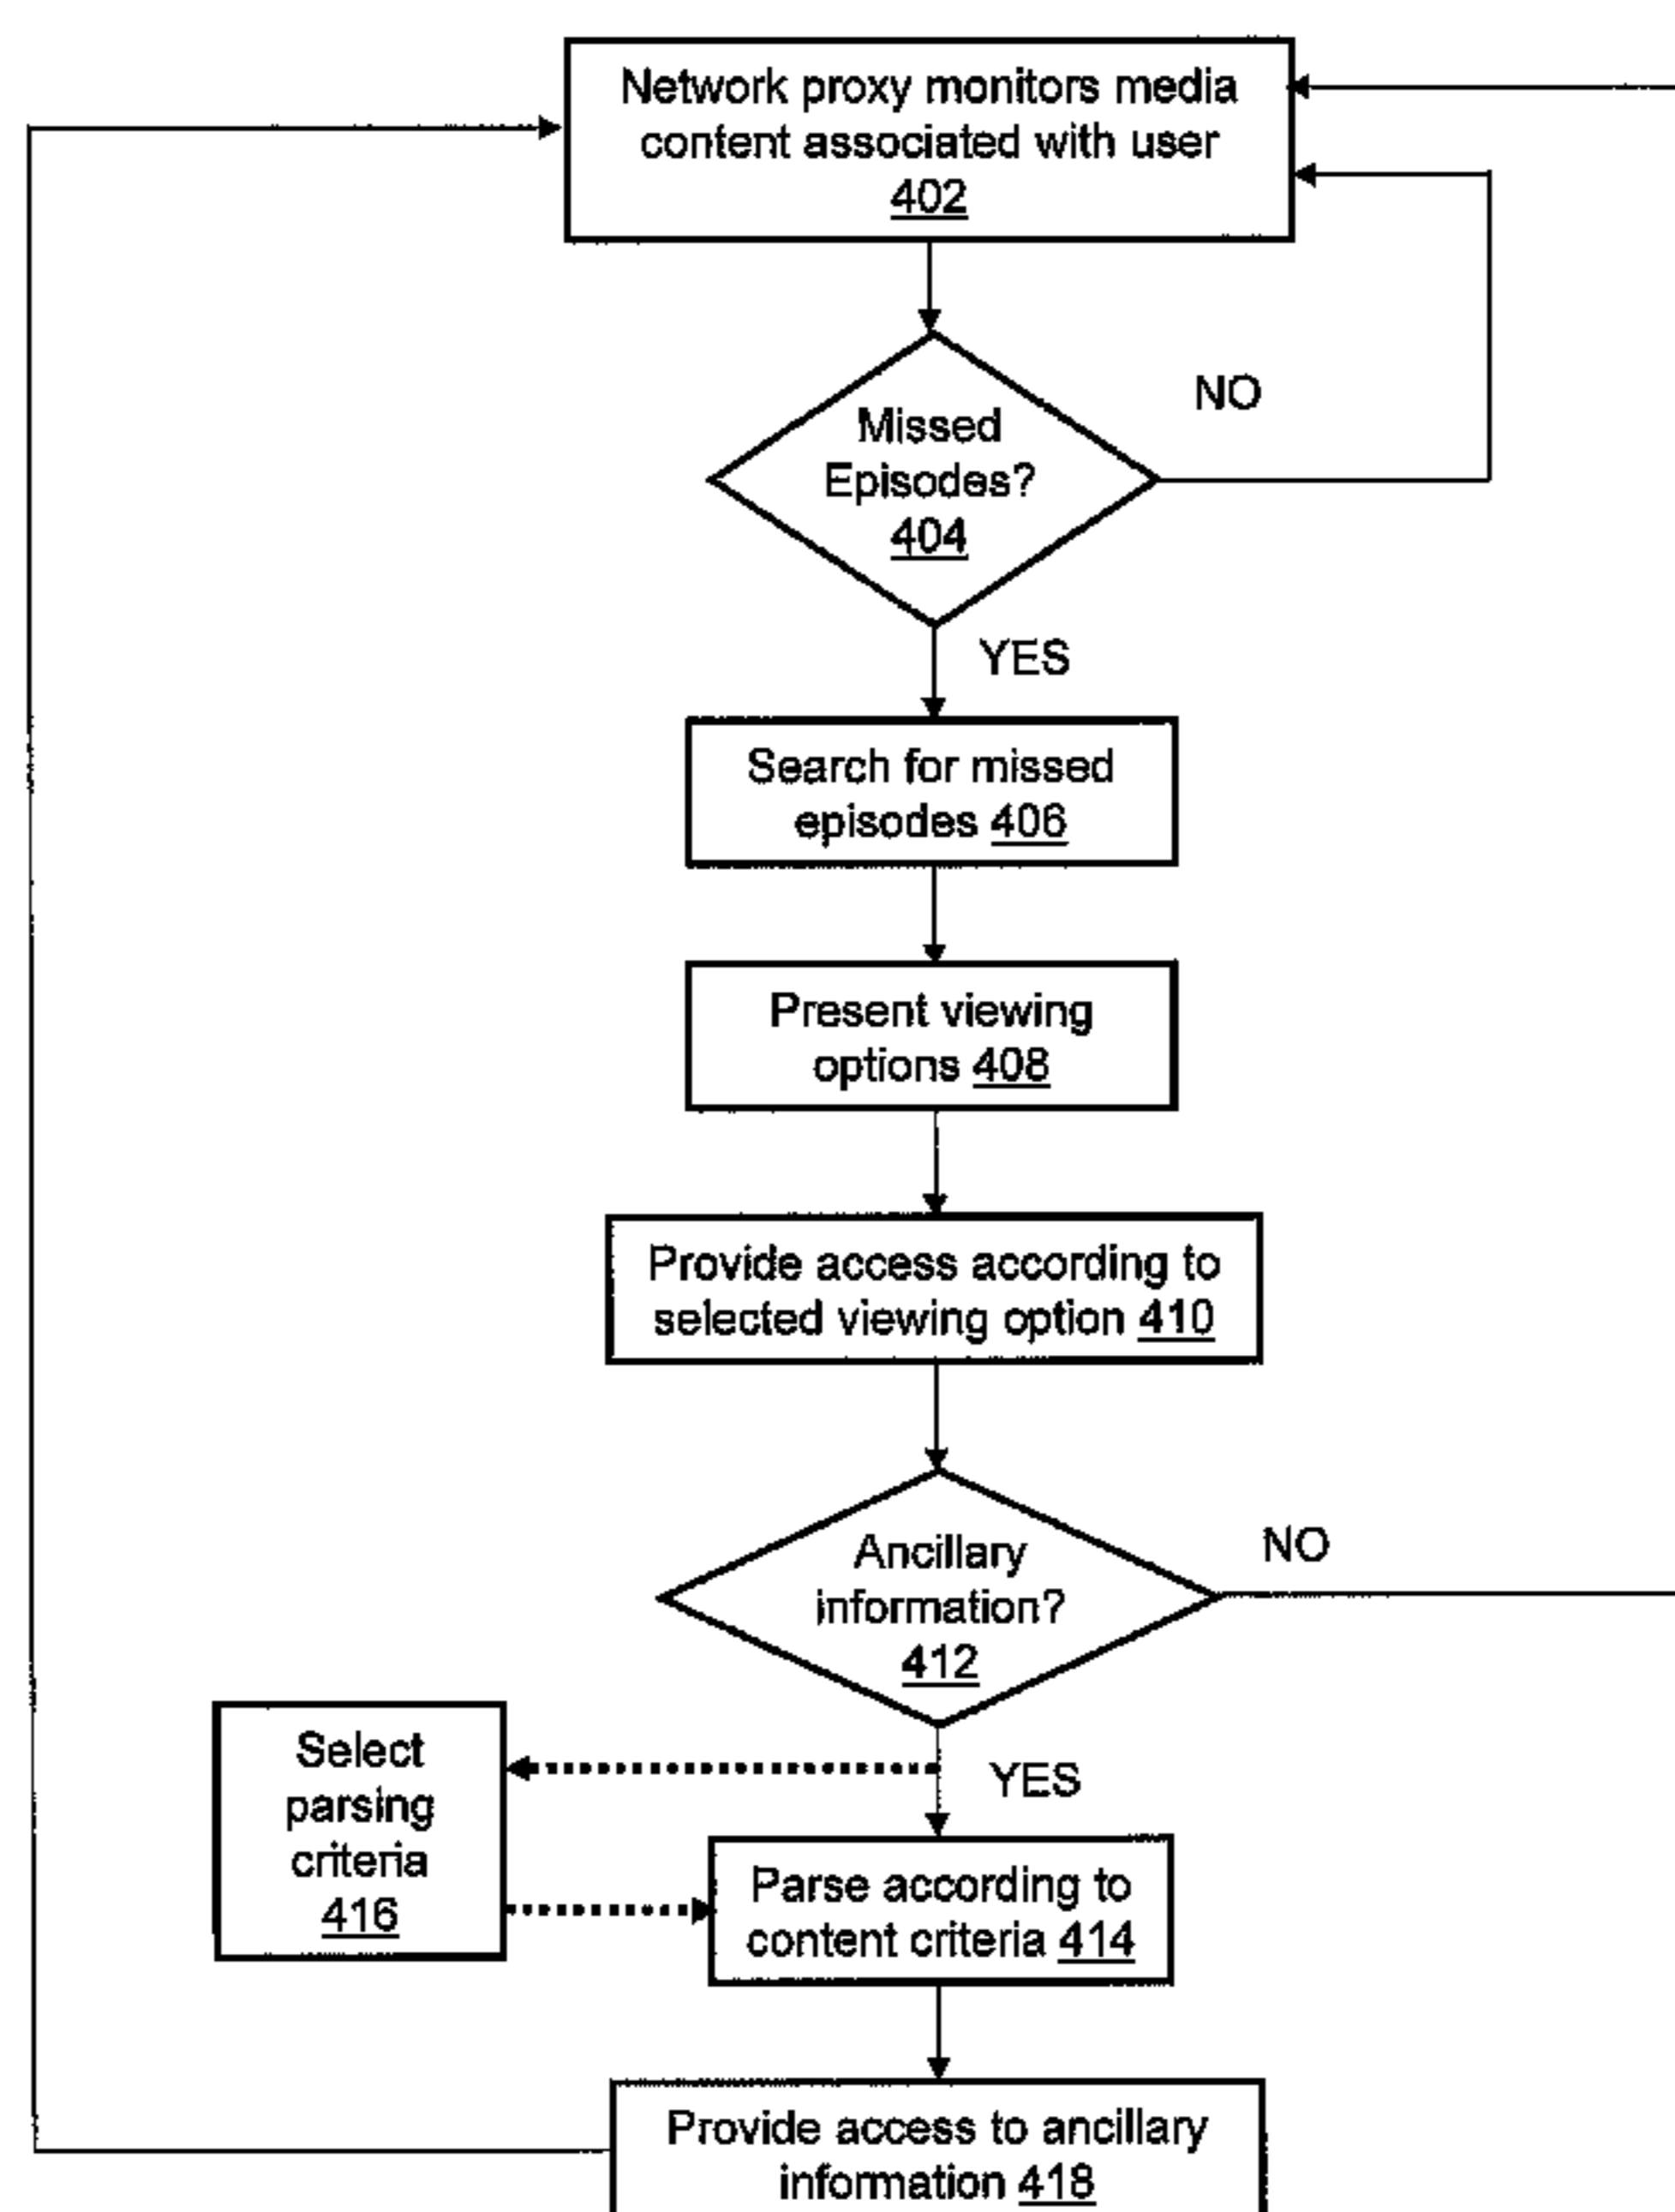 Network proxy monitors media
content associated with user
402
Missed
Episodes?
404
NO
YES
Search for missed
episodes 406
Present viewing
options 408
Provide access according to
selected viewing option 410
Ancillary
information?
412
NO
YES
Select
parsing
criteria
416
Parse according to
content criteria 414
Provide access to ancillary
information 418